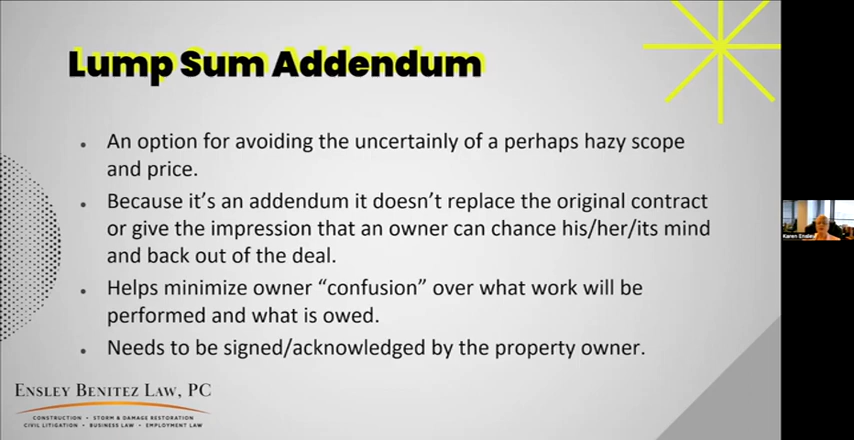 Lump Sum Addendum
• An option for avoiding the uncertainly of a perhaps hazy scope
and price.
• Because it's an addendum it doesn't replace the original contract
or give the impression that an owner can chance his/her/its mind
and back out of the deal.
• Helps minimize owner “confusion” over what work will be
performed and what is owed.
• Needs to be signed/acknowledged by the property owner.
Karen Ensley
ENSLEY BENITEZ LAW, PC
CONSTRUCTION • STORM & DAMAGE RESTORATION
CIVIL LITIGATION • BUSINESS LAW • EMPLOYMENT LAW